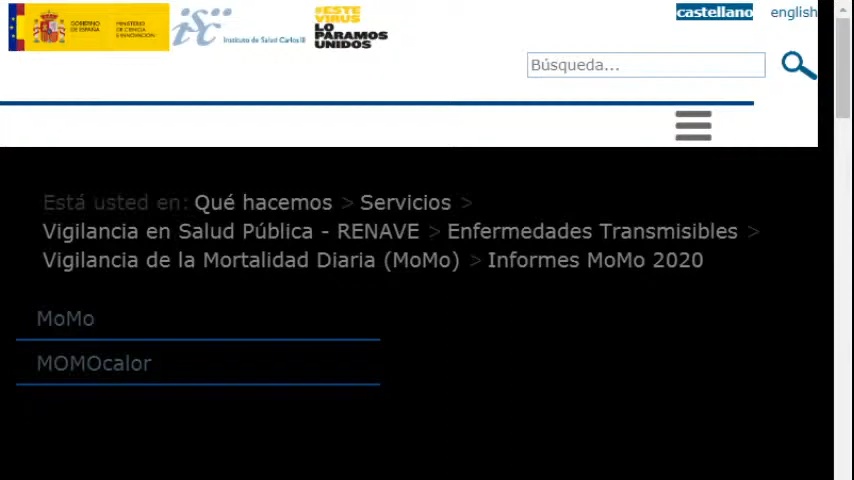 GOBIERNO DE ESPAÑA
MINISTERIO DE CIENCIA E INNOVACIÓN
isc
Instituto de Salud Carlos III
#ESTE
VIRUS
LO
PARAMOS
UNIDOS
castellano english
Búsqueda...
Está usted en: Qué hacemos > Servicios >
Vigilancia en Salud Pública - RENAVE > Enfermedades Transmisibles >
Vigilancia de la Mortalidad Diaria (MoMo) > Informes MoMo 2020
MoMo
MOMOcalor